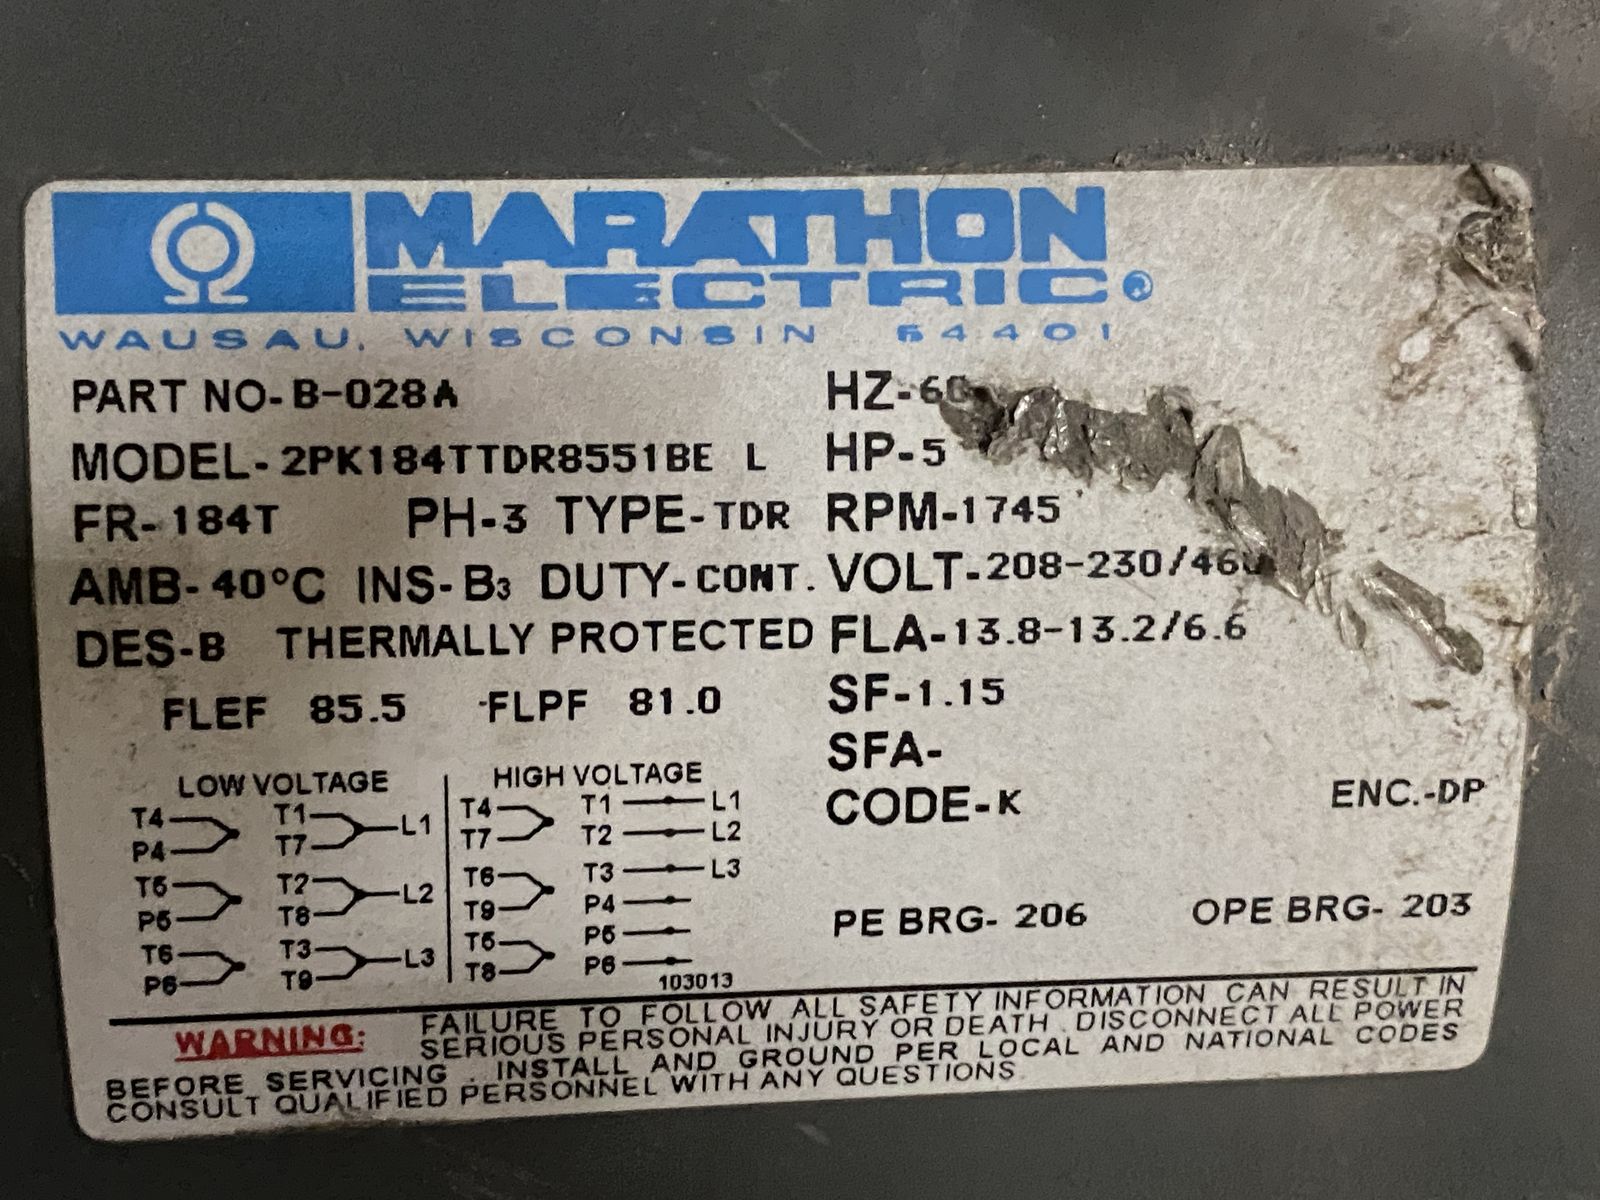 MARATHON
ELECTRIC
WAUSAU, WISCONSIN 54401
PART NO- B-028A
MODEL- 2PK184TTDR8551BE L
FR- 184T PH-3 TYPE-TDR
AMB- 40°C INS-B3 DUTY-CONT.
DES-B THERMALLY PROTECTED
FLEF 85.5 FLPF 81.0
HZ-60
HP-5
RPM-1745
VOLT-208-230/460
FLA-13.8-13.2/6.6
SF-1.15
SFA-
CODE-K ENC.-DP
PE BRG- 206 OPE BRG- 203
LOW VOLTAGE
T4 T1 L1
P4 T7
T5 T2 L2
P5 T8
T6 T3 L3
P6 T9
HIGH VOLTAGE
T4 T1 L1
T7 T2 L2
T6 T3 L3
T9 P4
T5 P5
T8 P6
103013
WARNING: FAILURE TO FOLLOW ALL SAFETY INFORMATION CAN RESULT IN
SERIOUS PERSONAL INJURY OR DEATH. DISCONNECT ALL POWER
BEFORE SERVICING. INSTALL AND GROUND PER LOCAL AND NATIONAL CODES
CONSULT QUALIFIED PERSONNEL WITH ANY QUESTIONS